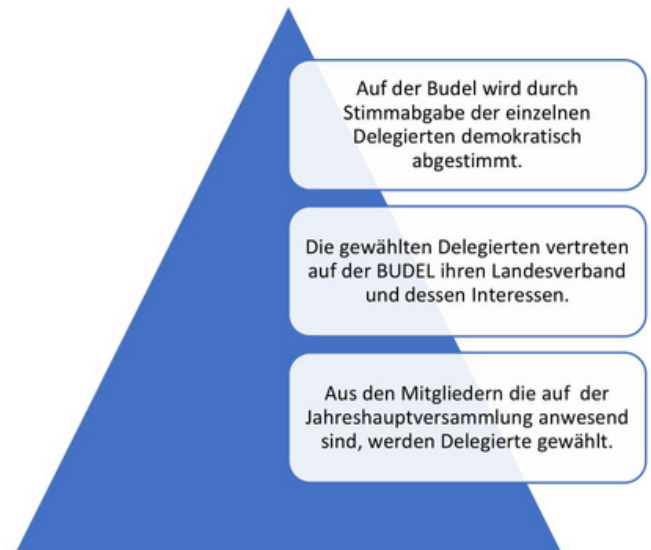 Auf der Budel wird durch
Stimmabgabe der einzelnen
Delegierten demokratisch
abgestimmt.
Die gewählten Delegierten vertreten
auf der BUDEL ihren Landesverband
und dessen Interessen.
Aus den Mitgliedern die auf der
Jahreshauptversammlung anwesend
sind, werden Delegierte gewählt.